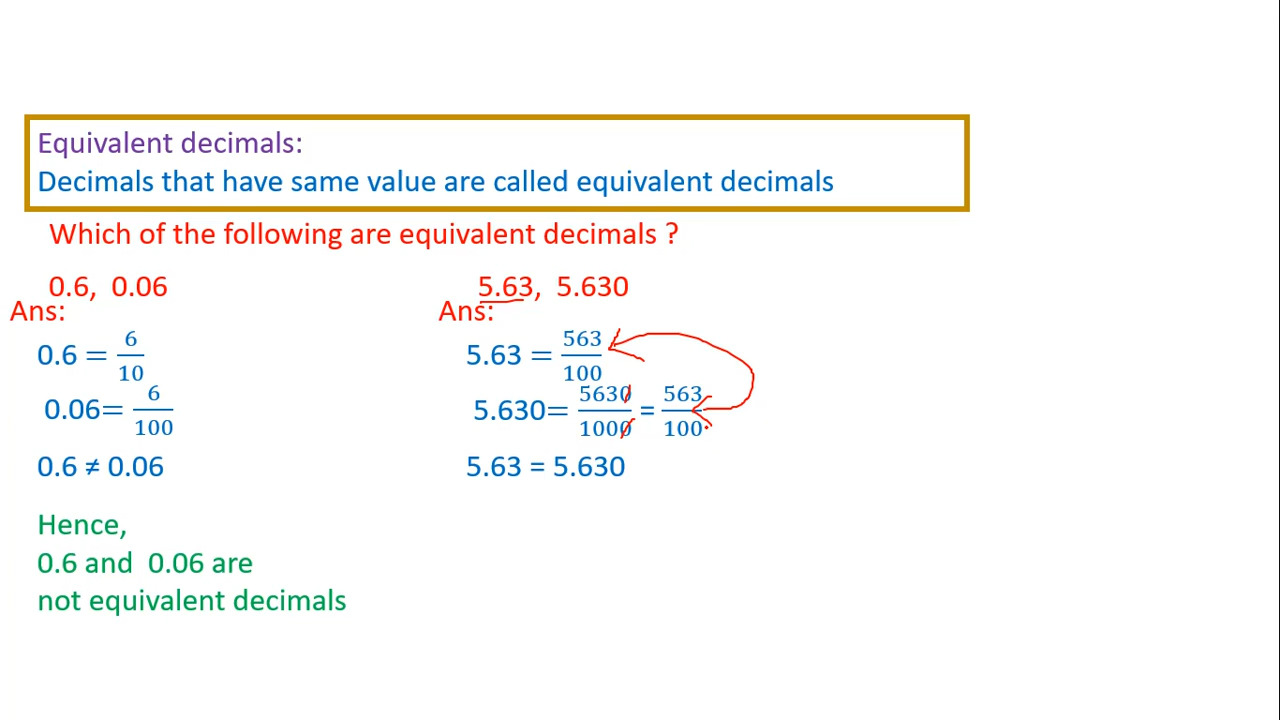 Equivalent decimals:
Decimals that have same value are called equivalent decimals
Which of the following are equivalent decimals ?
0.6, 0.06
Ans:
0.6 = 6/10
0.06= 6/100
0.6 ≠ 0.06
Hence,
0.6 and 0.06 are
not equivalent decimals
5.63, 5.630
Ans:
5.63 = 563/100
5.630= 5630/1000 = 563/100
5.63 = 5.630